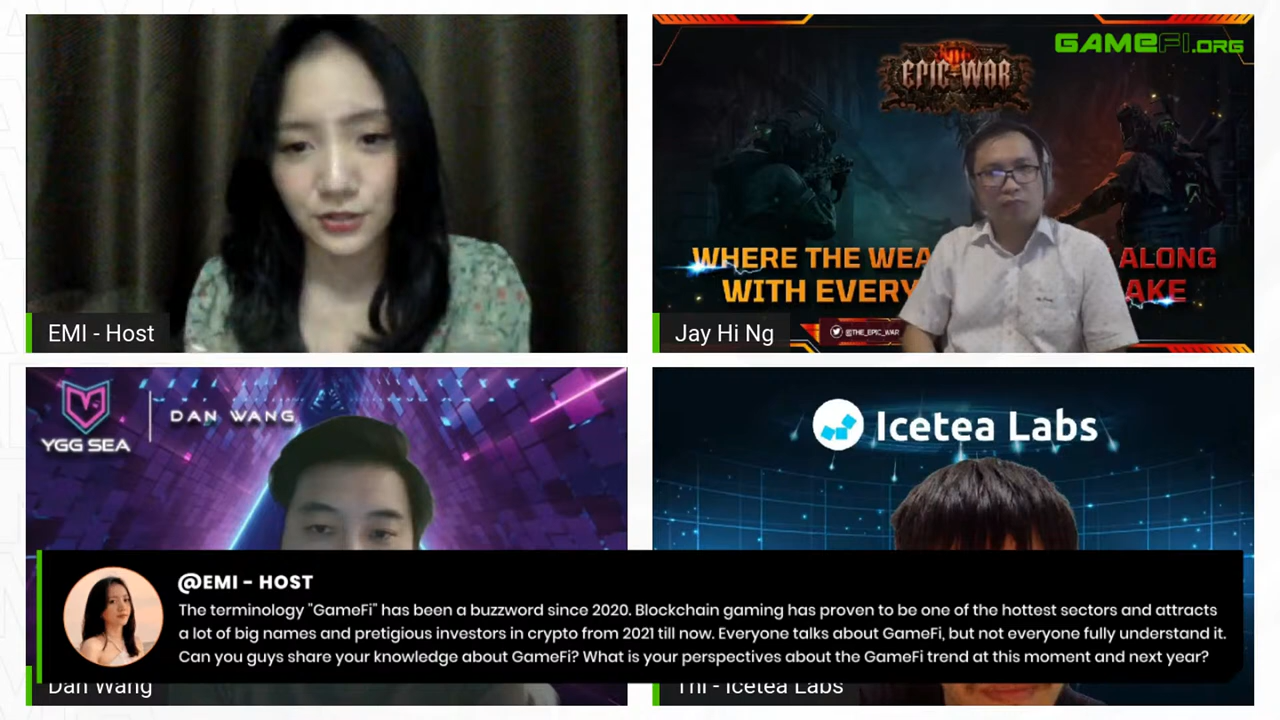 GAMEFI.ORG
EPIC WAR
WHERE THE WEA ALONG
WITH EVERY AKE
@THE_EPIC_WAR
EMI - Host
Jay Hi Ng
YGG SEA
DAN WANG
Icetea Labs
@EMI - HOST
The terminology "GameFi" has been a buzzword since 2020. Blockchain gaming has proven to be one of the hottest sectors and attracts
a lot of big names and pretigious investors in crypto from 2021 till now. Everyone talks about GameFi, but not everyone fully understand it.
Can you guys share your knowledge about GameFi? What is your perspectives about the GameFi trend at this moment and next year?
Dan Wang
Thi - Icetea Labs